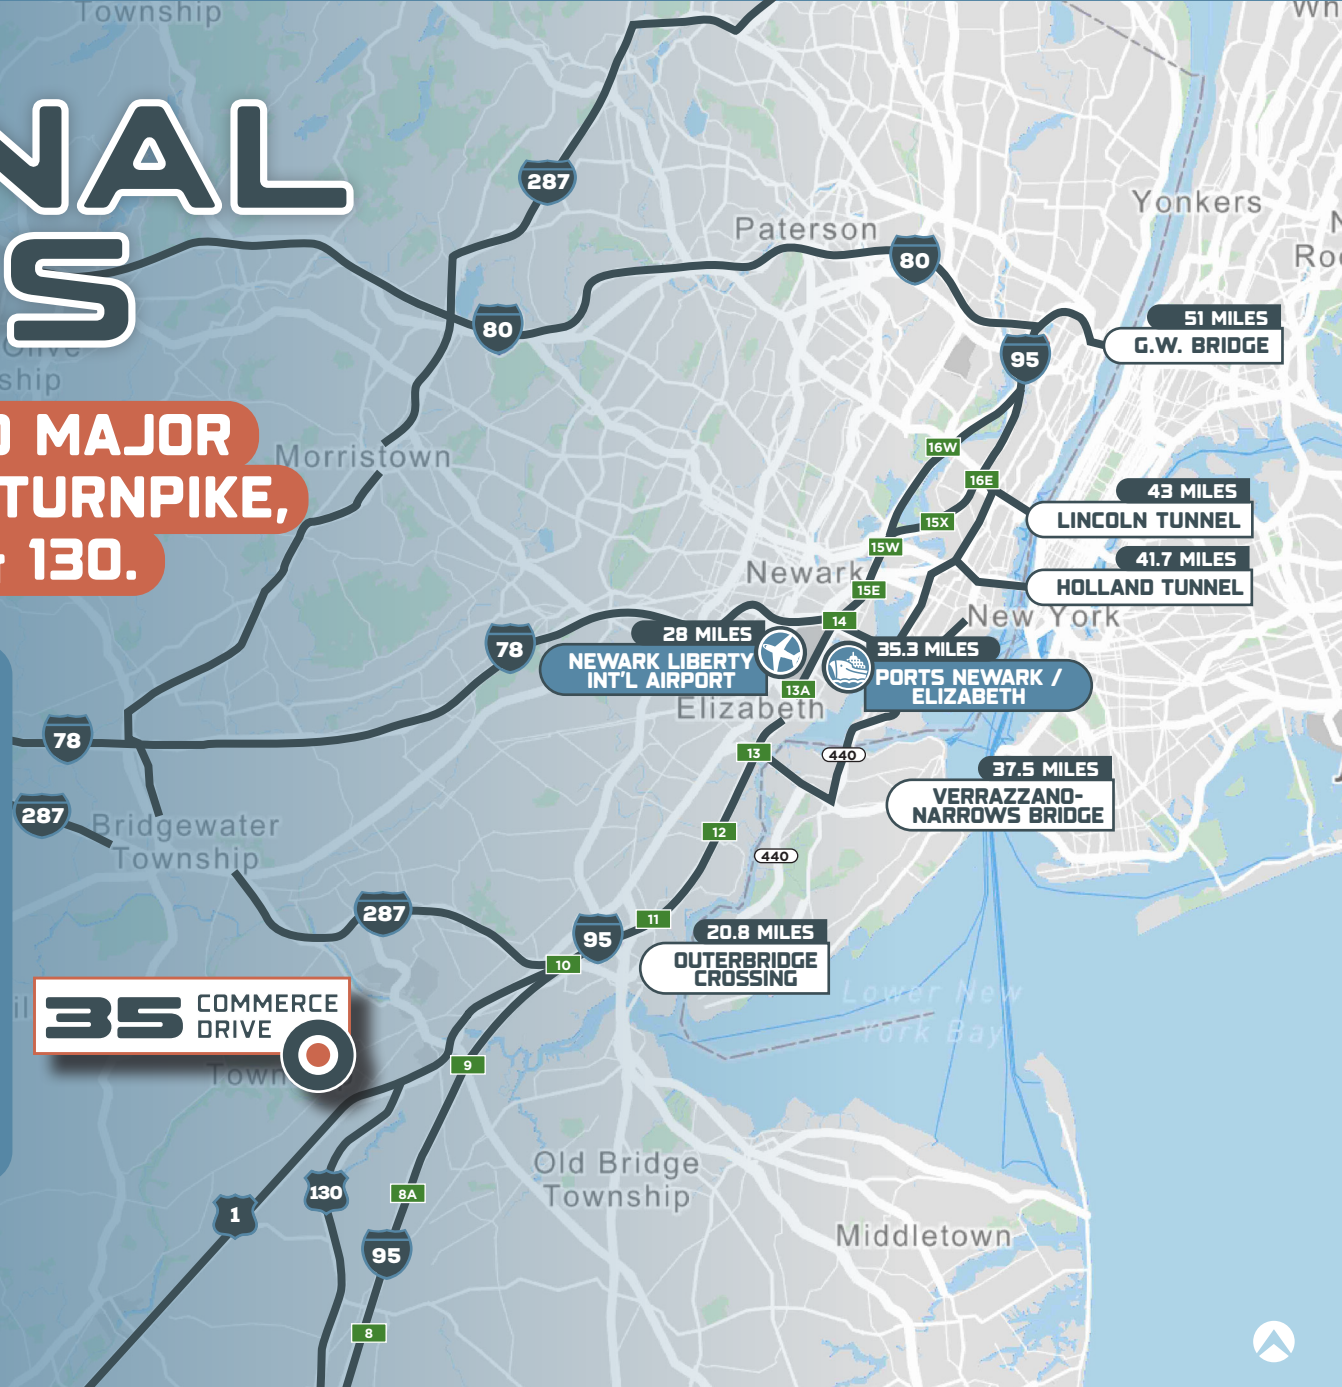 Township
NAL
S
MAJOR
TURNPIKE,
130.
287
Paterson
Yonkers
80
80
95
51 MILES
G.W. BRIDGE
Morristown
16W
16E
15X
15W
43 MILES
LINCOLN TUNNEL
41.7 MILES
HOLLAND TUNNEL
Newark
15E
New York
14
78
28 MILES
NEWARK LIBERTY
INT'L AIRPORT
35.3 MILES
PORTS NEWARK /
ELIZABETH
13A
Elizabeth
78
13
440
37.5 MILES
VERRAZZANO-
NARROWS BRIDGE
287
Bridgewater
Township
12
440
287
11
95
20.8 MILES
OUTERBRIDGE
CROSSING
10
35 COMMERCE
DRIVE
Lower New
York Bay
Town
9
Old Bridge
Township
130
8A
1
95
Middletown
8